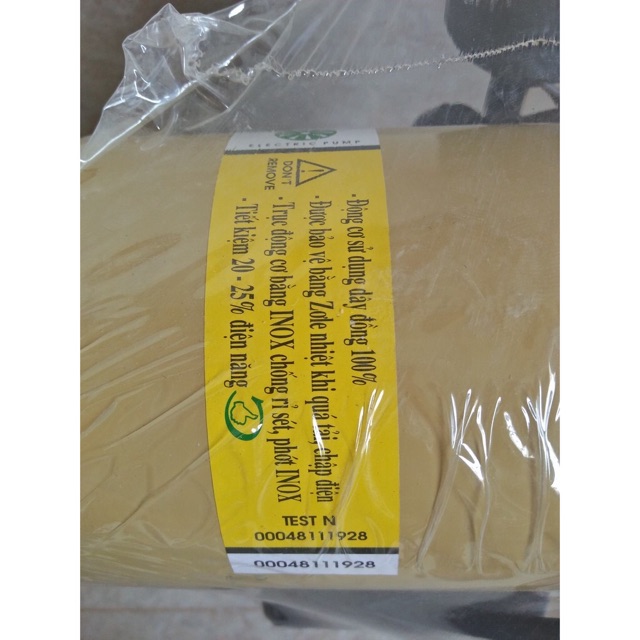 ELECTRIC PUMP
DON'T
REMOVE
• Động cơ sử dụng dây đồng 100%
• Được bảo vệ bằng Zơle nhiệt khi quá tải, chập điện
• Trục động cơ bằng INOX chống rỉ sét, phớt INOX
• Tiết kiệm 20 - 25% điện năng
TEST N
00048111928
00048111928